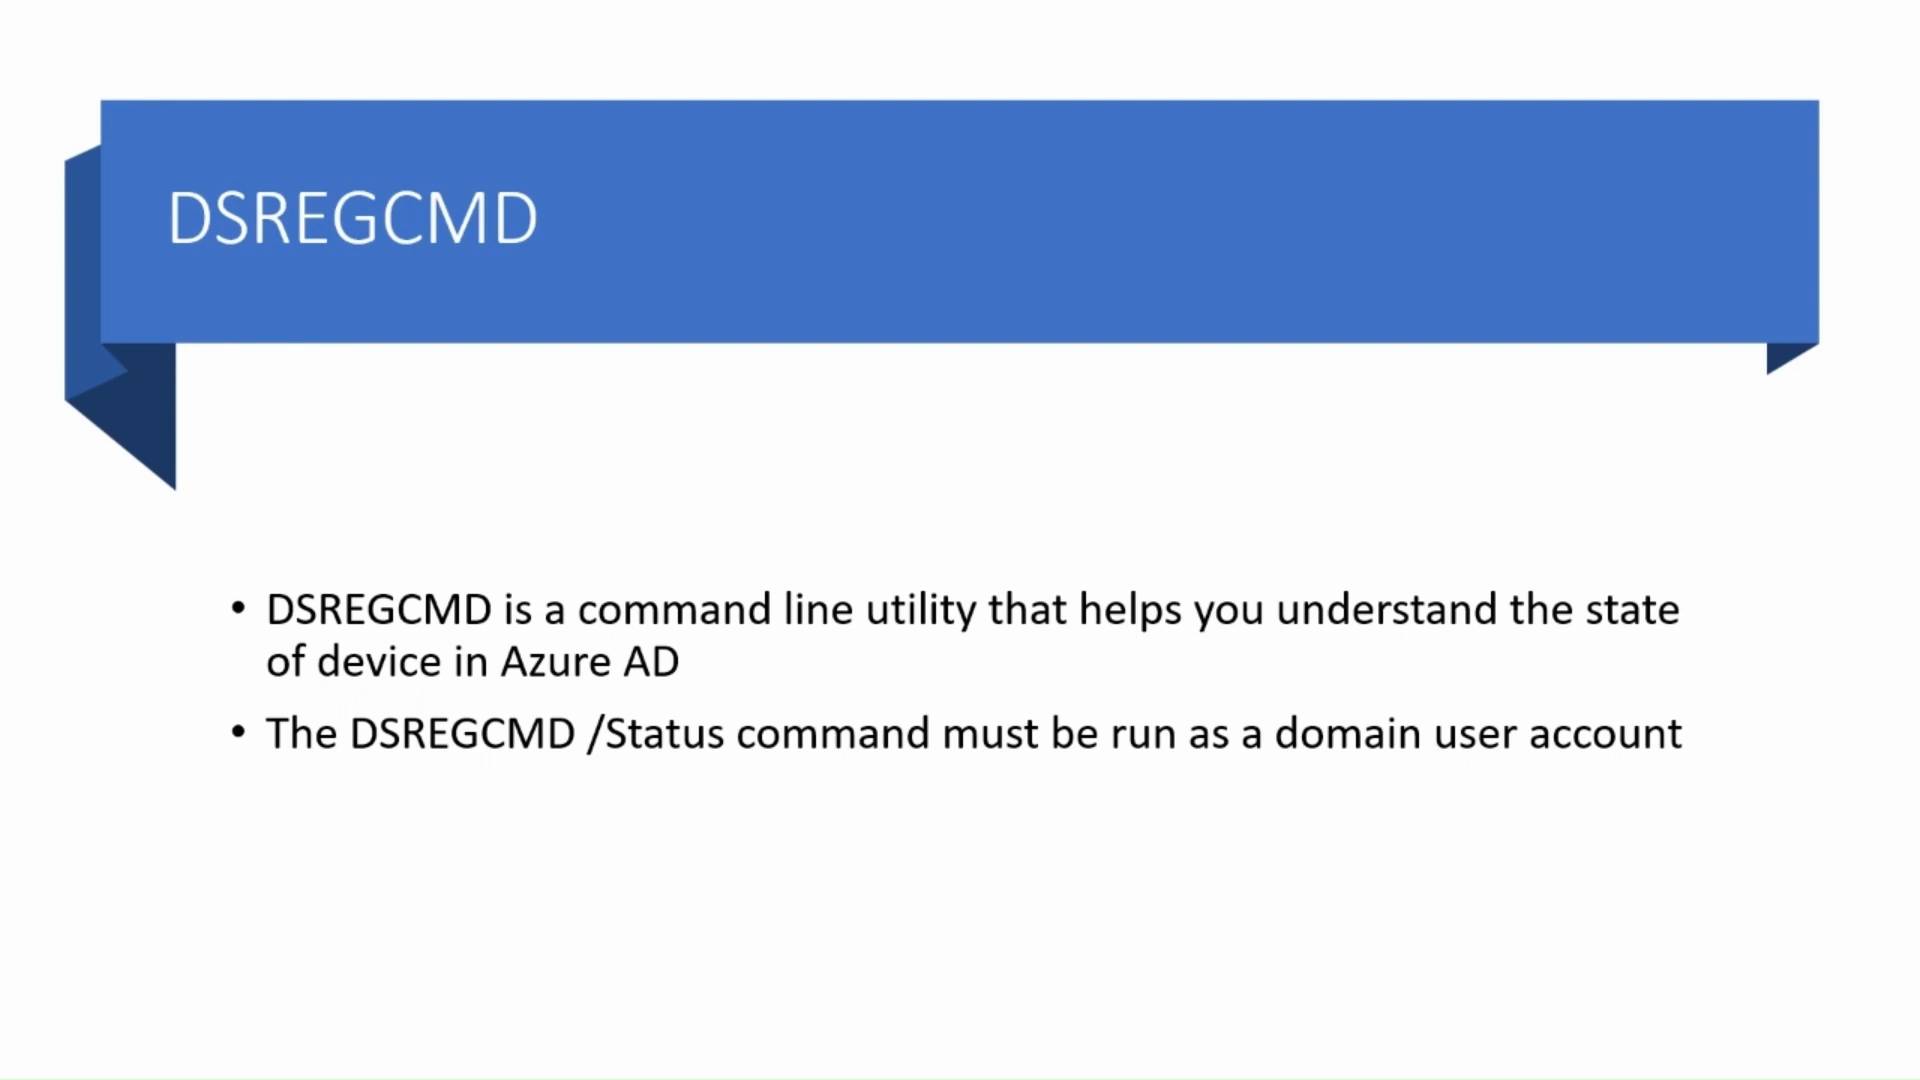 DSREGCMD
• DSREGCMD is a command line utility that helps you understand the state
of device in Azure AD
• The DSREGCMD /Status command must be run as a domain user account